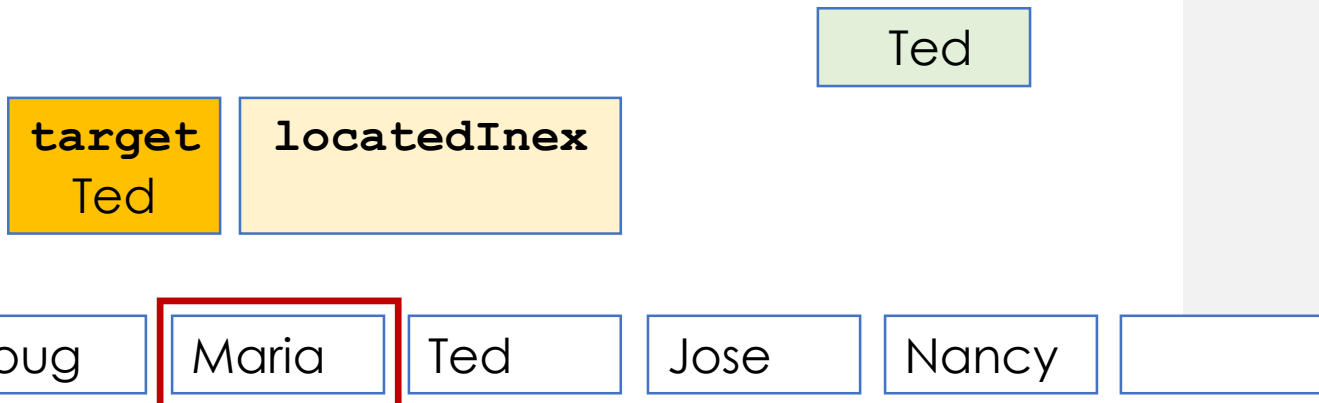 Ted
target
Ted
locatedInex
oug
Maria
Ted
Jose
Nancy